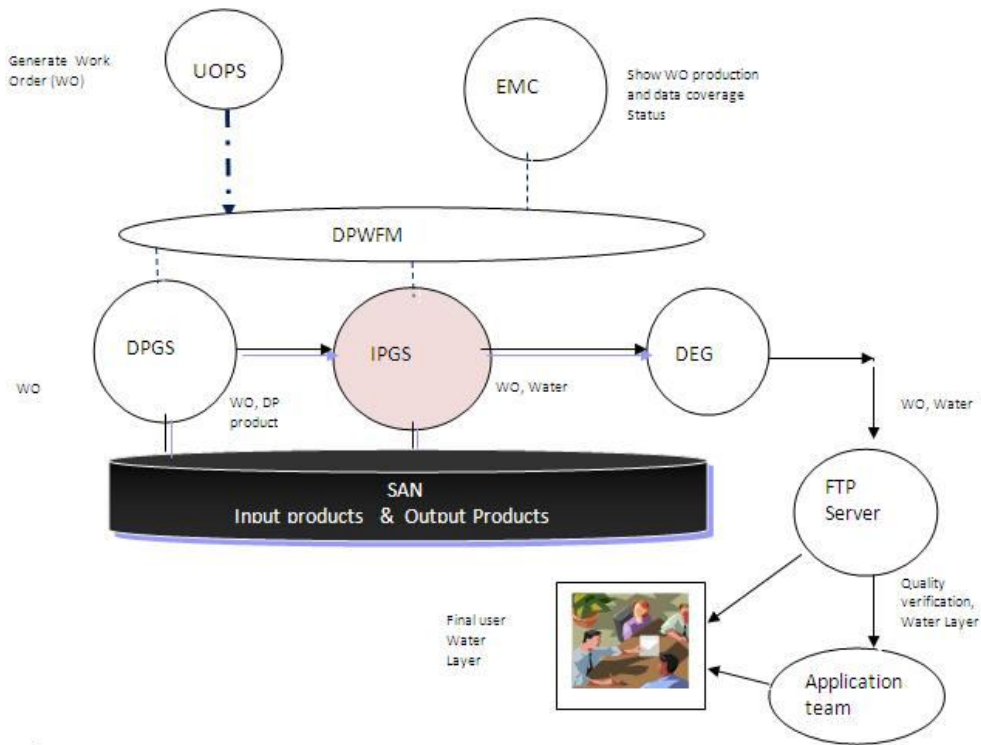 Generate Work
Order (WO)
UOPS
EMC
Show WO production
and data coverage
Status
DPWFM
DPGS
IPGS
DEG
WO
WO, DP
product
WO, Water
WO, Water
SAN
Input products & Output Products
FTP
Server
Quality
verification,
Water Layer
Final user
Water
Layer
Application
team